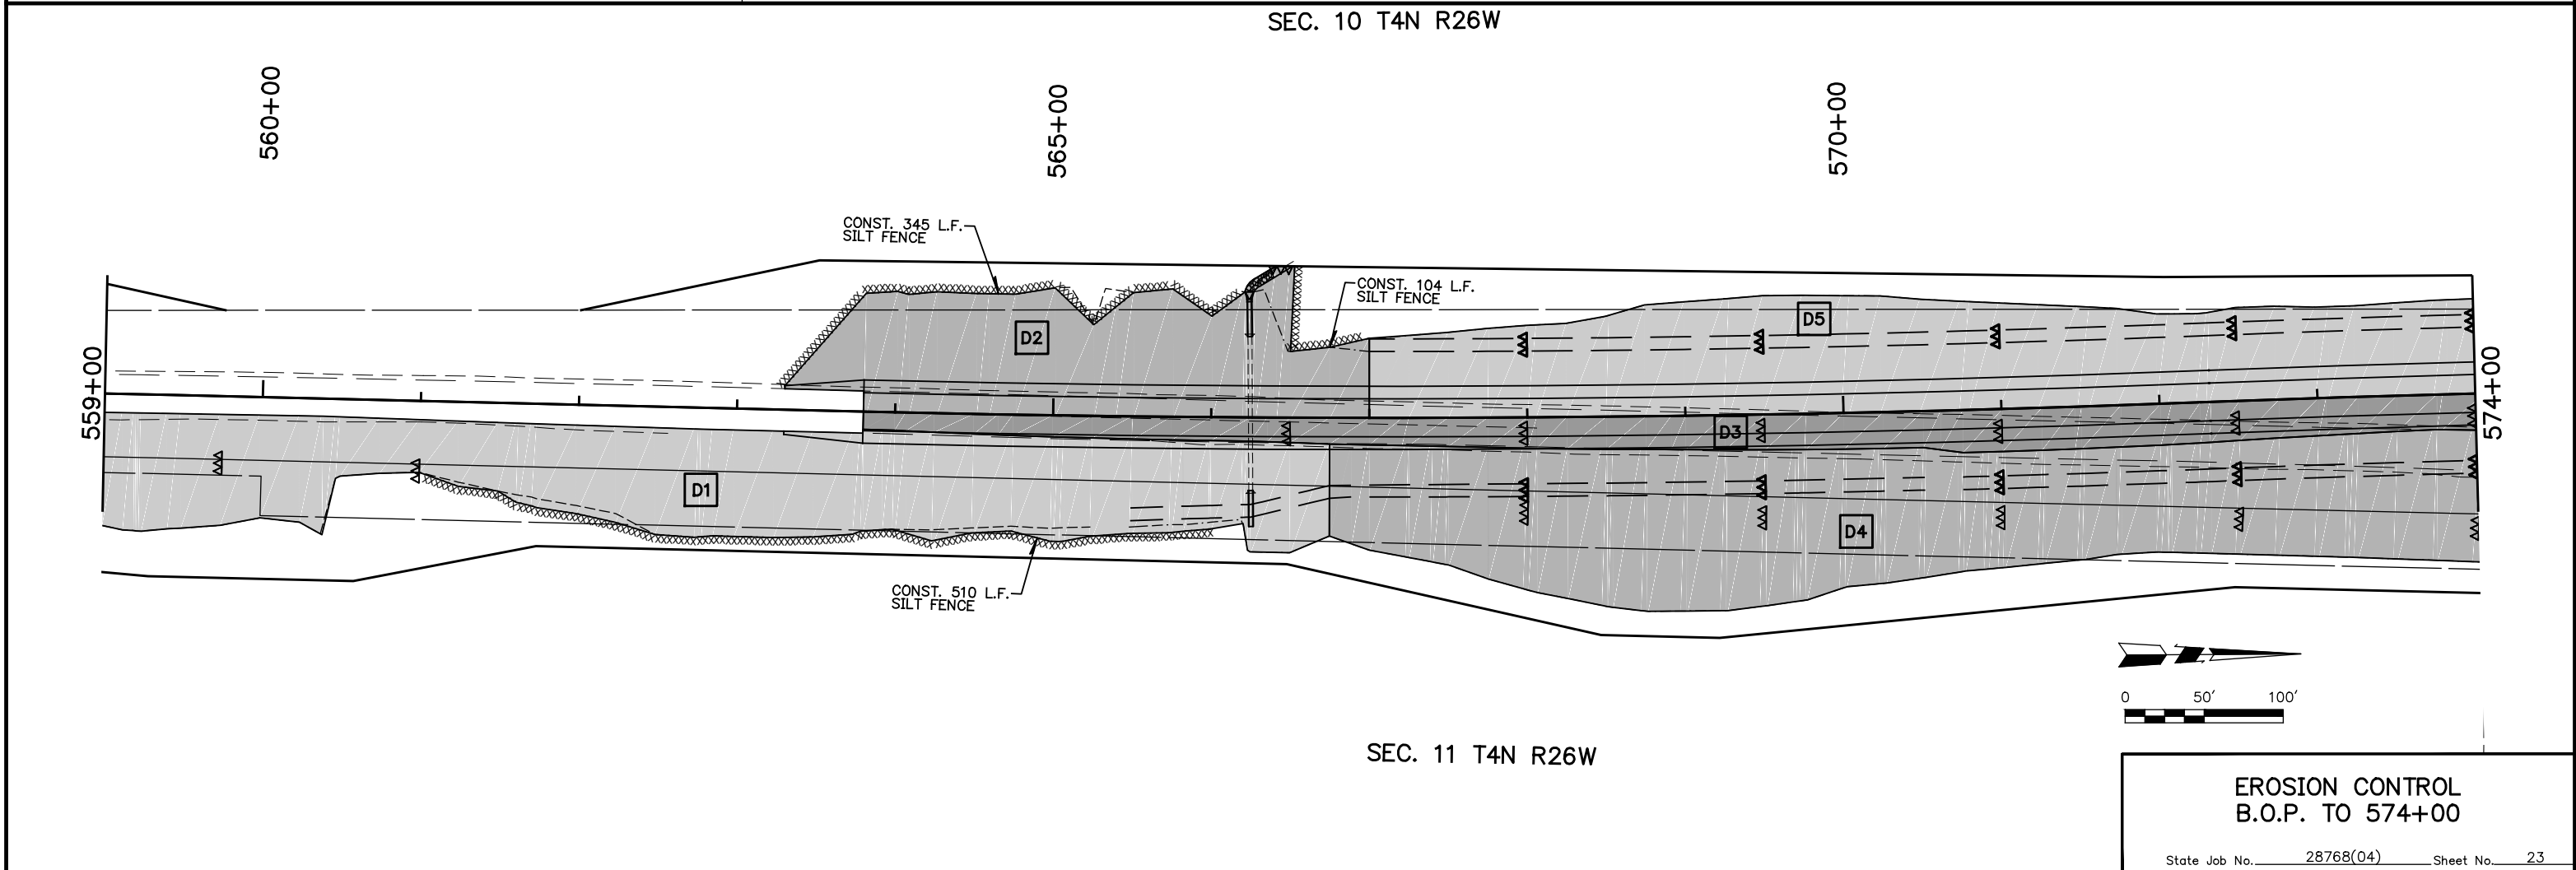 SEC. 10 T4N R26W
560+00
565+00
570+00
CONST. 345 L.F.
SILT FENCE
CONST. 104 L.F.
SILT FENCE
D2
D5
559+00
574+00
D3
D1
D4
CONST. 510 L.F.
SILT FENCE
0 50' 100'
SEC. 11 T4N R26W
EROSION CONTROL
B.O.P. TO 574+00
State Job No. 28768(04) Sheet No. 23